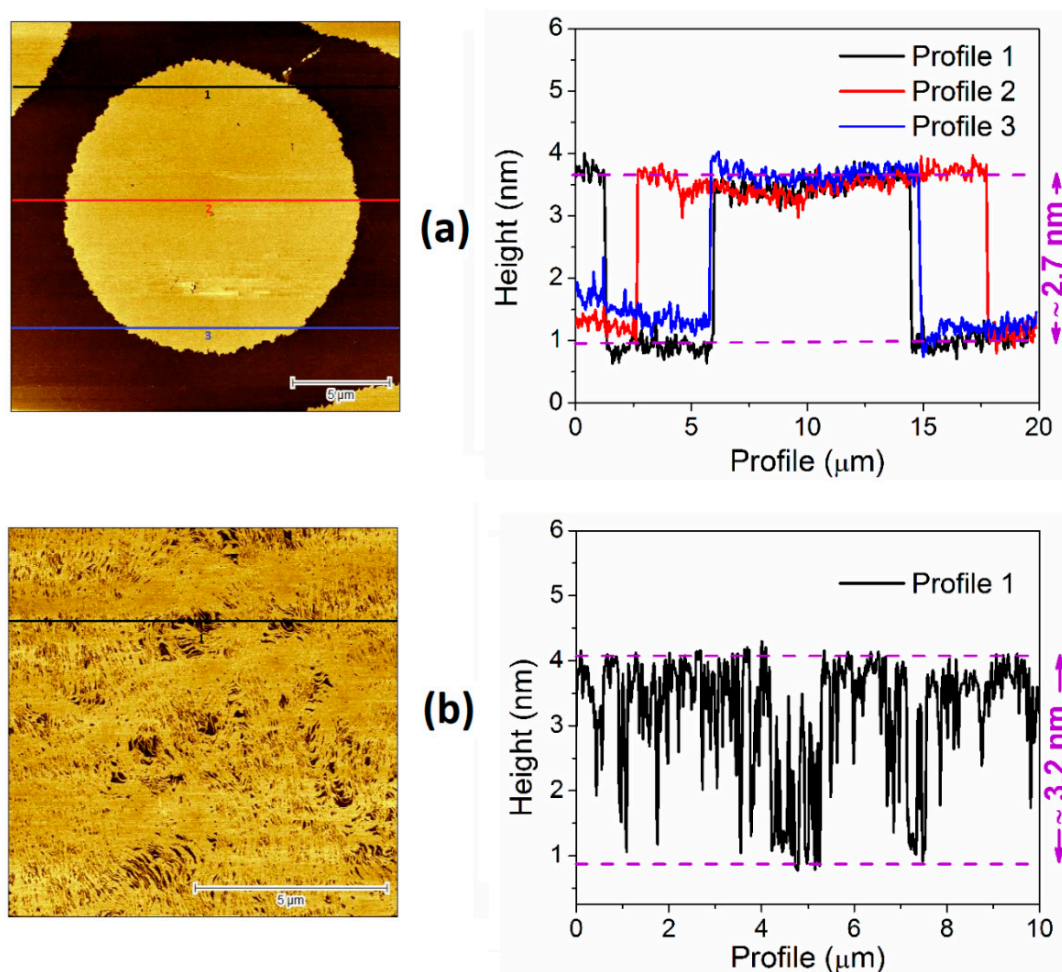 1
2
3
5 µm
(a)
6
5
4
3
2
1
0
Height (nm)
Profile 1
Profile 2
Profile 3
~ 2.7 nm
0 5 10 15 20
Profile (µm)
1
5 µm
(b)
6
5
4
3
2
1
Height (nm)
Profile 1
~ 3.2 nm
0 2 4 6 8 10
Profile (µm)